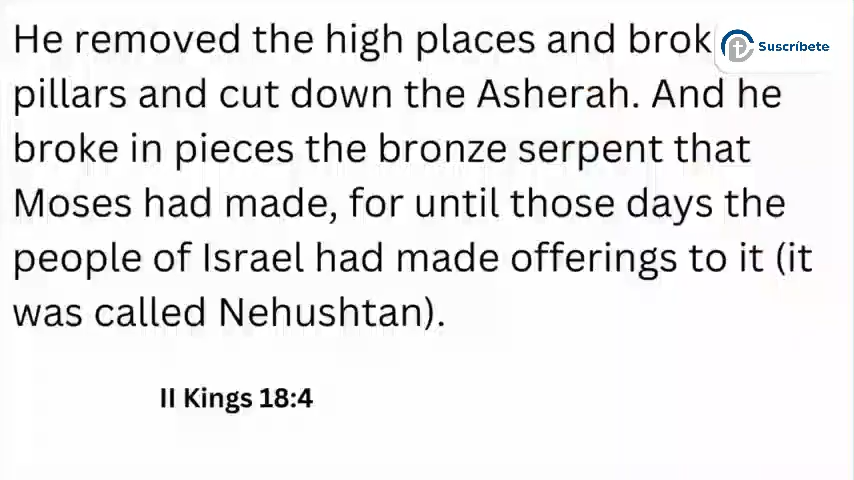 He removed the high places and brok
Suscríbete
pillars and cut down the Asherah. And he
broke in pieces the bronze serpent that
Moses had made, for until those days the
people of Israel had made offerings to it (it
was called Nehushtan).
II Kings 18:4